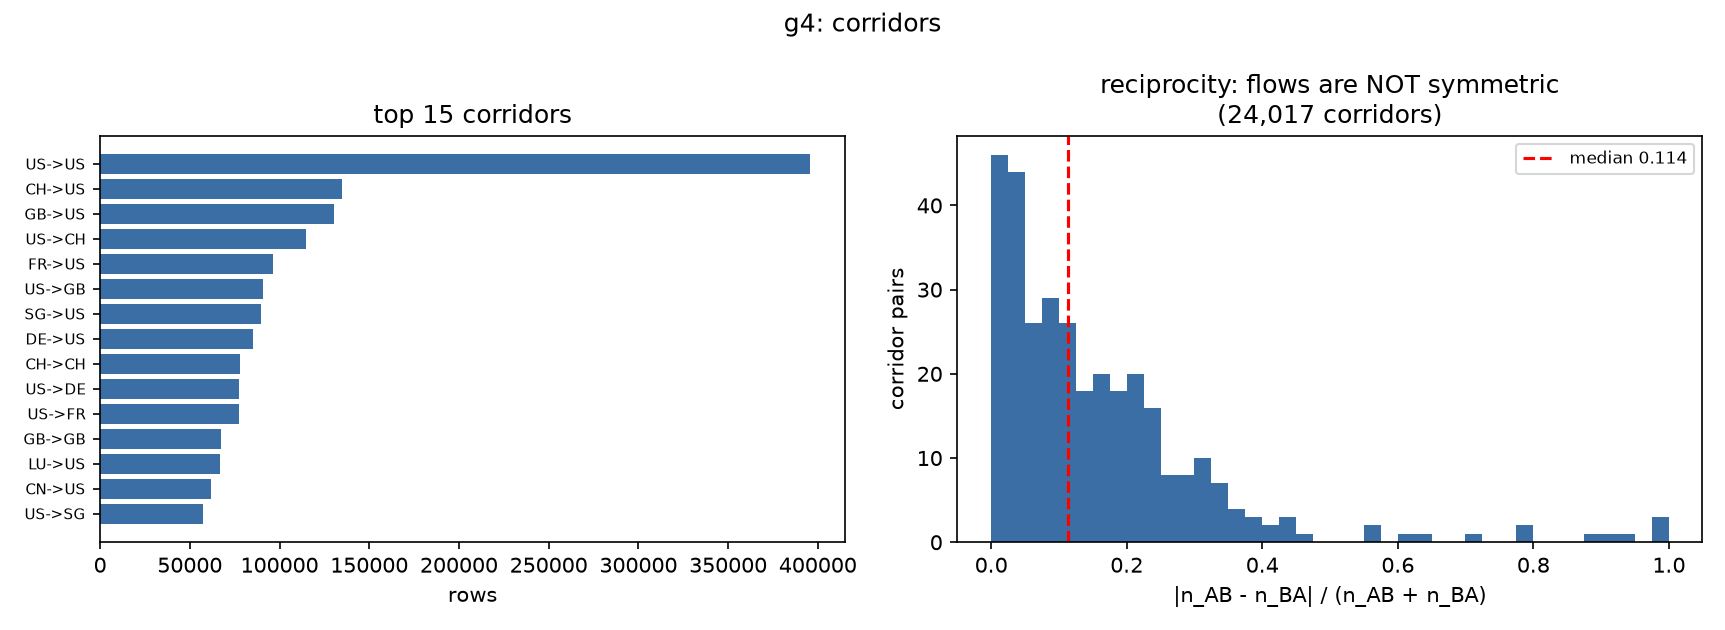 g4: corridors
top 15 corridors
US->US
CH->US
GB->US
US->CH
FR->US
US->GB
SG->US
DE->US
CH->CH
US->DE
US->FR
GB->GB
LU->US
CN->US
US->SG
0 50000 100000 150000 200000 250000 300000 350000 400000
rows
reciprocity: flows are NOT symmetric
(24,017 corridors)
median 0.114
corridor pairs
40
30
20
10
0
0.0 0.2 0.4 0.6 0.8 1.0
|n_AB - n_BA| / (n_AB + n_BA)